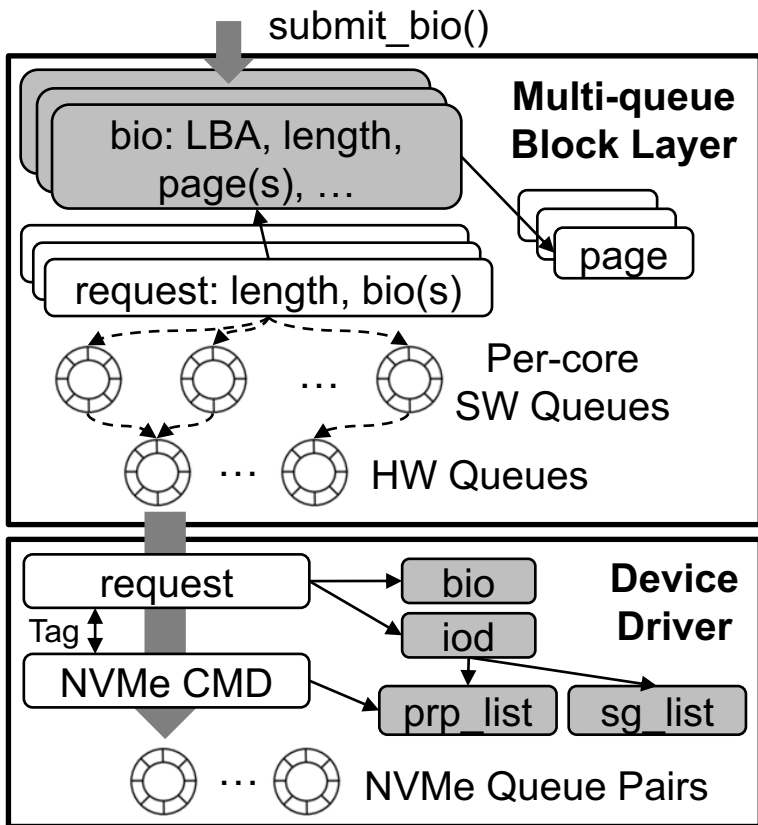 submit_bio()
Multi-queue
Block Layer
bio: LBA, length,
page(s), …
page
request: length, bio(s)
…
Per-core
SW Queues
…
HW Queues
request
bio
Device
Driver
Tag
iod
NVMe CMD
prp_list
sg_list
…
NVMe Queue Pairs